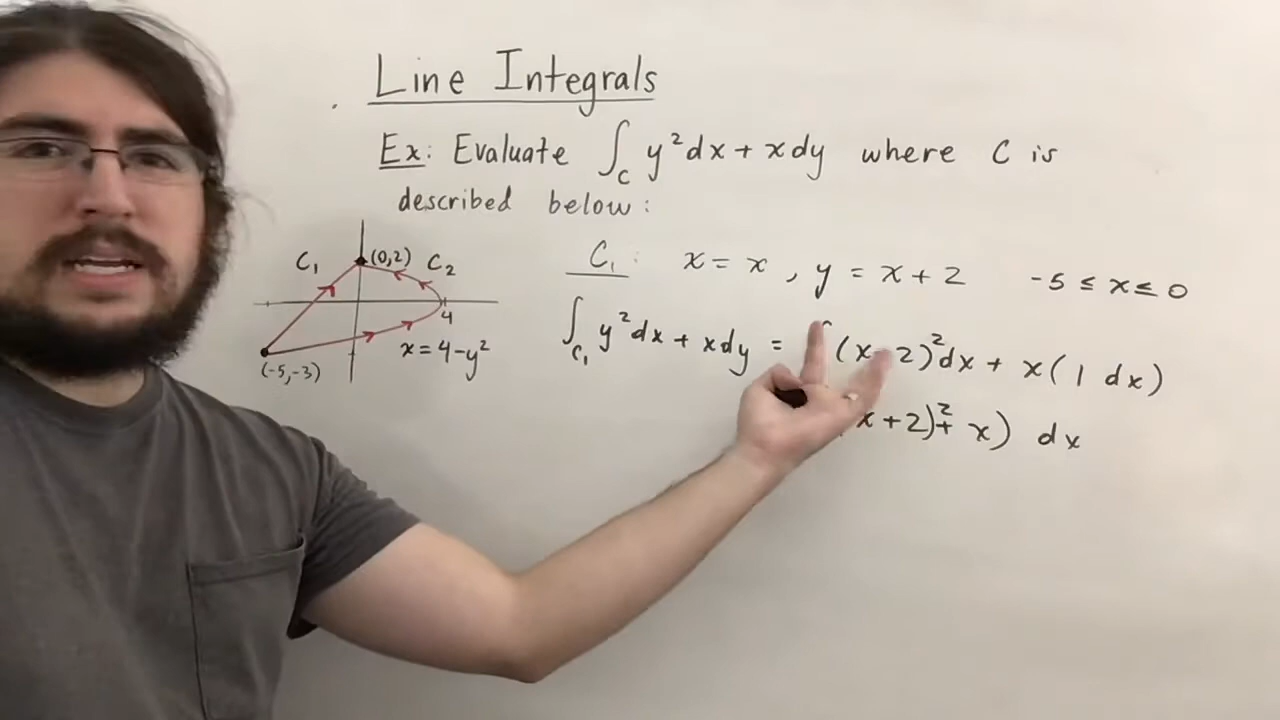 Line Integrals
Ex: Evaluate ∫_C y²dx + xdy where C is
described below:
C₁ (0,2) C₂
4
x = 4 - y²
(-5,-3)
C₁: x = x, y = x + 2 -5 ≤ x ≤ 0
∫_C₁ y²dx + xdy = ∫ (x 2)²dx + x(1 dx)
x + 2)² + x) dx